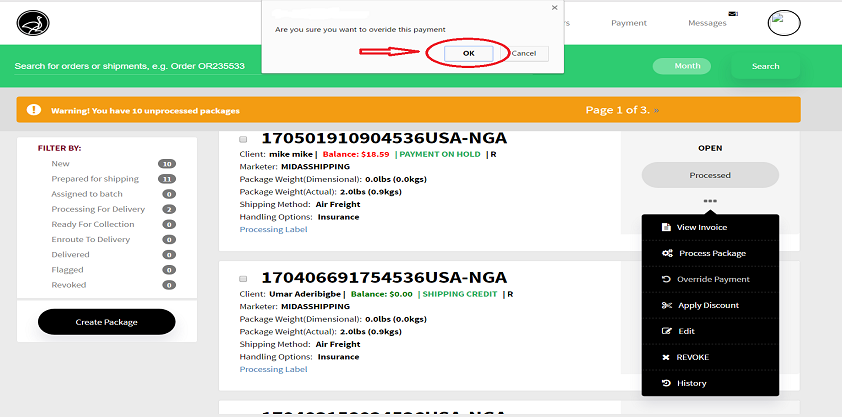 Are you sure you want to overide this payment
OK
Cancel
rs
Payment
Messages
Search for orders or shipments, e.g. Order OR235533
Month
Search
Warning! You have 10 unprocessed packages
Page 1 of 3. »
FILTER BY:
New 10
Prepared for shipping 11
Assigned to batch 0
Processing For Delivery 2
Ready For Collection 0
Enroute To Delivery 0
Delivered 0
Flagged 0
Revoked 0
Create Package
170501910904536USA-NGA
Client: mike mike | Balance: $18.59 | PAYMENT ON HOLD | R
Marketer: MIDASSHIPPING
Package Weight(Dimensional): 0.0lbs (0.0kgs)
Package Weight(Actual): 2.0lbs (0.9kgs)
Shipping Method: Air Freight
Handling Options: Insurance
Processing Label
OPEN
Processed
View Invoice
Process Package
Override Payment
Apply Discount
Edit
REVOKE
History
170406691754536USA-NGA
Client: Umar Aderibigbe | Balance: $0.00 | SHIPPING CREDIT | R
Marketer: MIDASSHIPPING
Package Weight(Dimensional): 0.0lbs (0.0kgs)
Package Weight(Actual): 2.0lbs (0.9kgs)
Shipping Method: Air Freight
Handling Options: Insurance
Processing Label